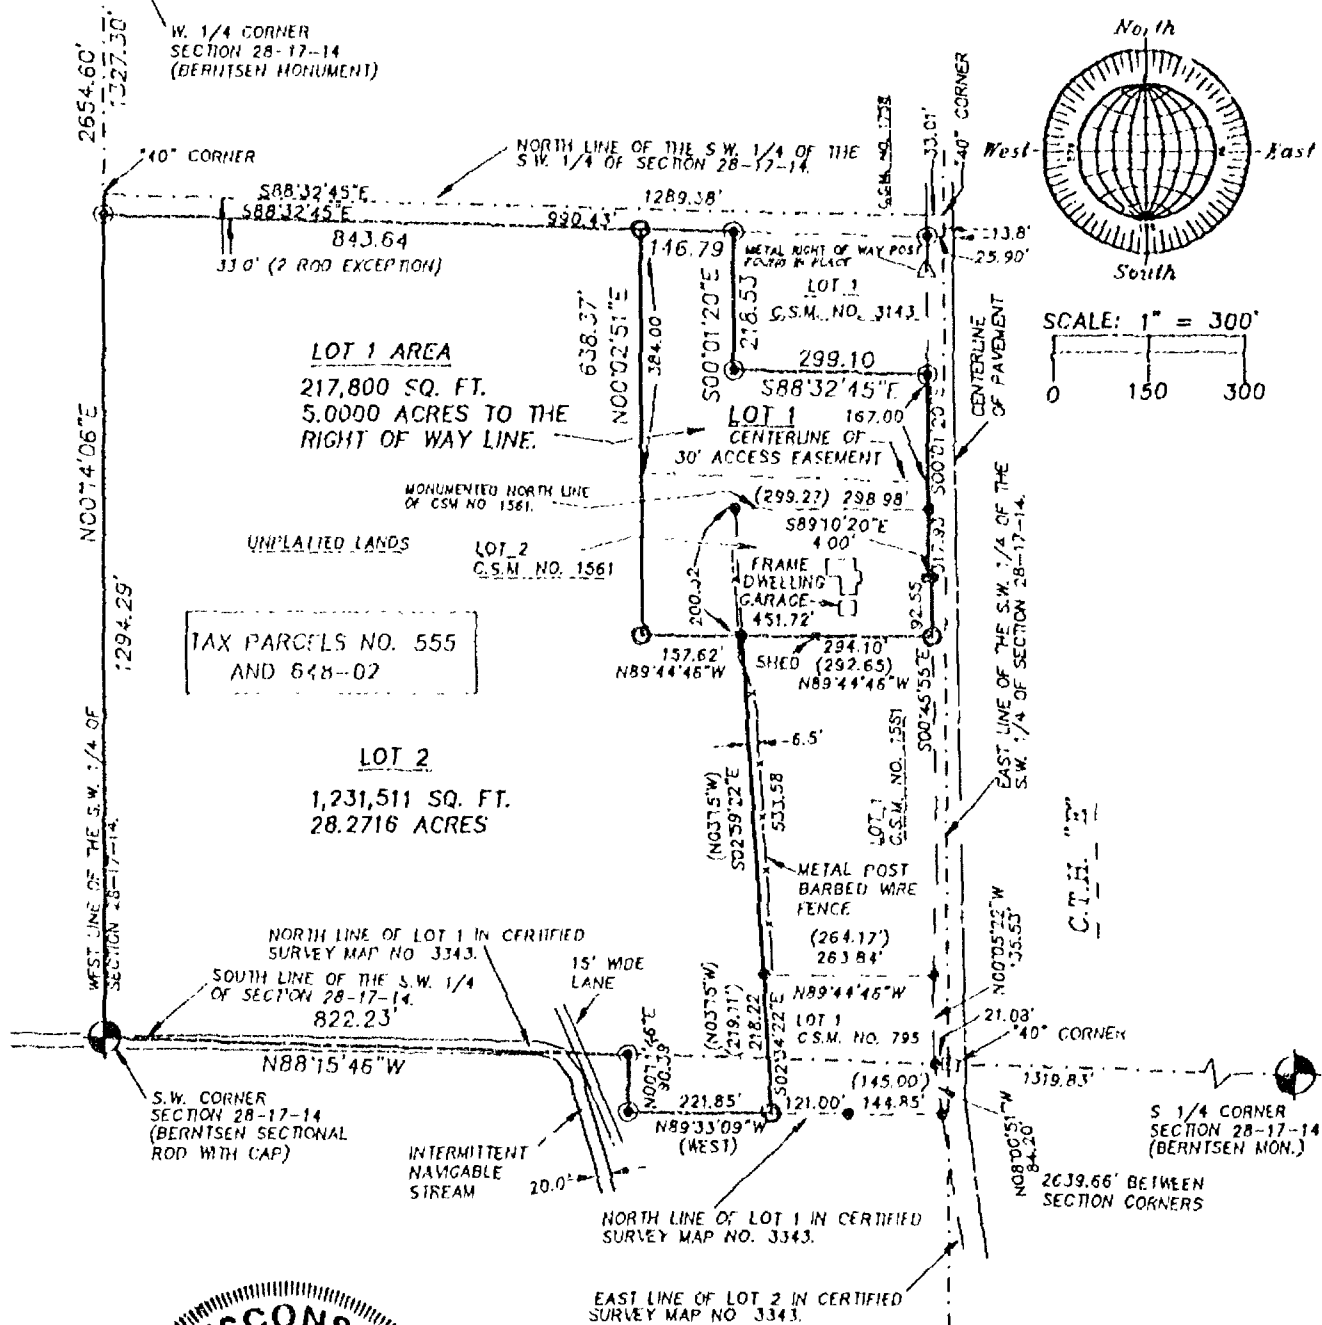 W. 1/4 CORNER
SECTION 28-17-14
(BERNTSEN MONUMENT)
2654.60'
1327.30'
"40" CORNER
NORTH LINE OF THE S.W. 1/4 OF THE
S.W. 1/4 OF SECTION 28-17-14.
C.S.M. NO. 1758
33.01'
"40" CORNER
North
West
East
South
S88°32'45"E
1289.38'
S88°32'45"E
990.43'
843.64
33.0' (2 ROD EXCEPTION)
146.79
METAL RIGHT OF WAY POST
FOUND IN PLACE
13.8'
25.90'
LOT 1
C.S.M. NO. 3143
SCALE: 1" = 300'
0 150 300
CENTERLINE
OF PAVEMENT
638.37'
N00°02'51"E
384.00
S00°01'20"E
218.53
299.10
S88°32'45"E
LOT 1 AREA
217,800 SQ. FT.
5.0000 ACRES TO THE
RIGHT OF WAY LINE.
LOT 1
167.00
CENTERLINE OF
30' ACCESS EASEMENT
S00°01'20
MONUMENTED NORTH LINE
OF CSM NO 1561.
(299.27) 298.98'
S89°10'20"E
4.00'
UNPLATTED LANDS
LOT 2
C.S.M. NO. 1561
FRAME
DWELLING
GARAGE
451.72'
200.32
92.55
N00°14'06"E
1294.29'
TAX PARCELS NO. 555
AND 648-02
157.62'
N89°44'46"W
SHED
294.10'
(292.65)
N89°44'46"W
S00°45'55"E
EAST LINE OF THE S.W. 1/4 OF THE
S.W. 1/4 OF SECTION 28-17-14.
LOT 2
1,231,511 SQ. FT.
28.2716 ACRES
6.5'
(N03°15"W)
S02°59'22"E
533.58
LOT 1
C.S.M. NO. 1561
METAL POST
BARBED WIRE
FENCE
C.T.H.
WEST LINE OF THE S.W. 1/4 OF
SECTION 28-17-14.
NORTH LINE OF LOT 1 IN CERTIFIED
SURVEY MAP NO. 3343.
SOUTH LINE OF THE S.W. 1/4
OF SECTION 28-17-14.
822.23'
N88°15'46"W
15' WIDE
LANE
(264.17')
263.84'
N89°44'46"W
N00°05'22"W
135.53'
(N03°15"W)
(219.11')
218.22
S02°34'22"E
LOT 1
C.S.M. NO. 795
21.03'
"40" CORNER
1319.83'
90.39'
221.85'
N89°33'09"W
(WEST)
(145.00')
121.00'
144.85'
N08°00'51"W
84.20'
S.W. CORNER
SECTION 28-17-14
(BERNTSEN SECTIONAL
ROD WITH CAP)
S 1/4 CORNER
SECTION 28-17-14
(BERNTSEN MON.)
2639.66' BETWEEN
SECTION CORNERS
INTERMITTENT
NAVIGABLE
STREAM
20.0'
NORTH LINE OF LOT 1 IN CERTIFIED
SURVEY MAP NO. 3343.
EAST LINE OF LOT 2 IN CERTIFIED
SURVEY MAP NO 3343.